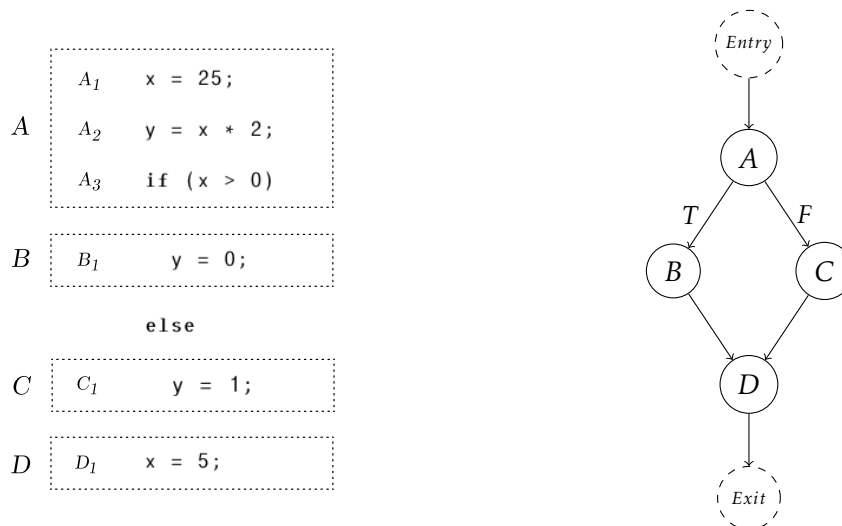 A
A1 x = 25;
A2 y = x * 2;
A3 if (x > 0)
B
B1 y = 0;
else
C
C1 y = 1;
D
D1 x = 5;
Entry
A
T F
B C
D
Exit